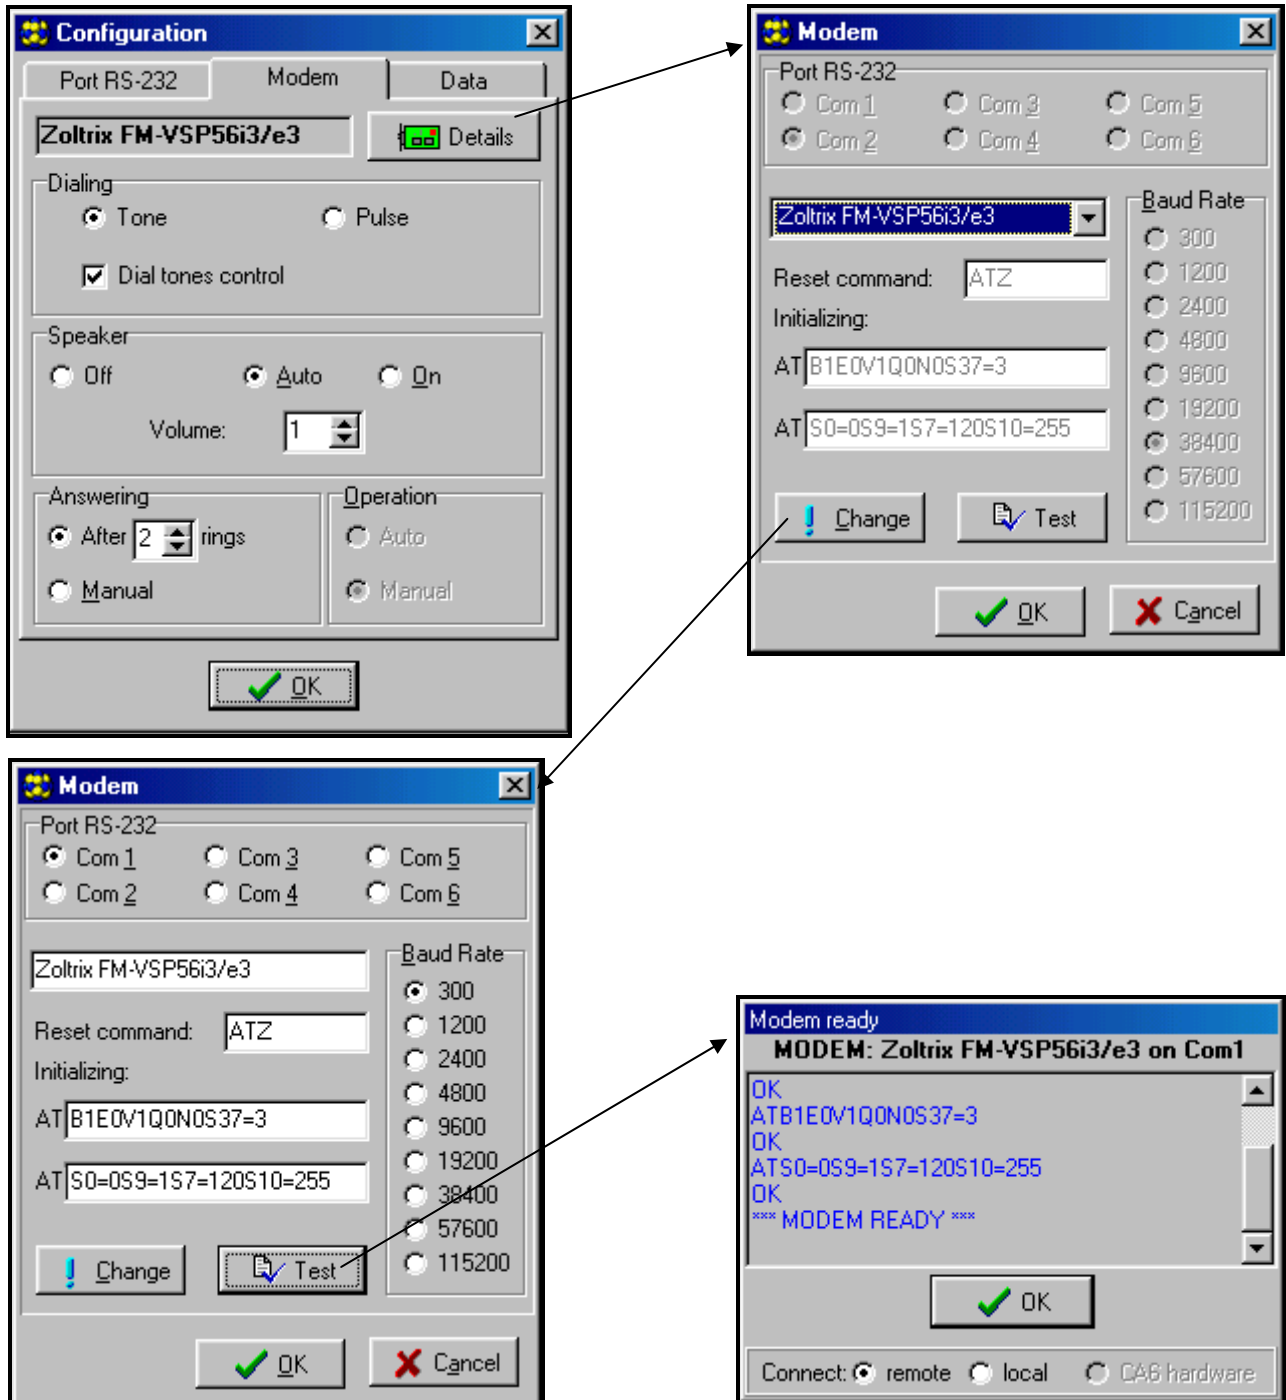 Configuration
Port RS-232 Modem Data
Zoltrix FM-VSP56i3/e3 Details
Dialing
Tone Pulse
Dial tones control
Speaker
Off Auto On
Volume: 1
Answering
After 2 rings
Manual
Operation
Auto
Manual
OK
Modem
Port RS-232
Com 1 Com 3 Com 5
Com 2 Com 4 Com 6
Zoltrix FM-VSP56i3/e3
Reset command: ATZ
Initializing:
AT B1E0V1Q0N0S37=3
AT S0=0S9=1S7=120S10=255
Baud Rate
300
1200
2400
4800
9600
19200
38400
57600
115200
Change Test
OK Cancel
Modem
Port RS-232
Com 1 Com 3 Com 5
Com 2 Com 4 Com 6
Zoltrix FM-VSP56i3/e3
Reset command: ATZ
Initializing:
AT B1E0V1Q0N0S37=3
AT S0=0S9=1S7=120S10=255
Baud Rate
300
1200
2400
4800
9600
19200
38400
57600
115200
Change Test
OK Cancel
Modem ready
MODEM: Zoltrix FM-VSP56i3/e3 on Com1
OK
ATB1E0V1Q0N0S37=3
OK
ATS0=0S9=1S7=120S10=255
OK
*** MODEM READY ***
OK
Connect: remote local CA6 hardware